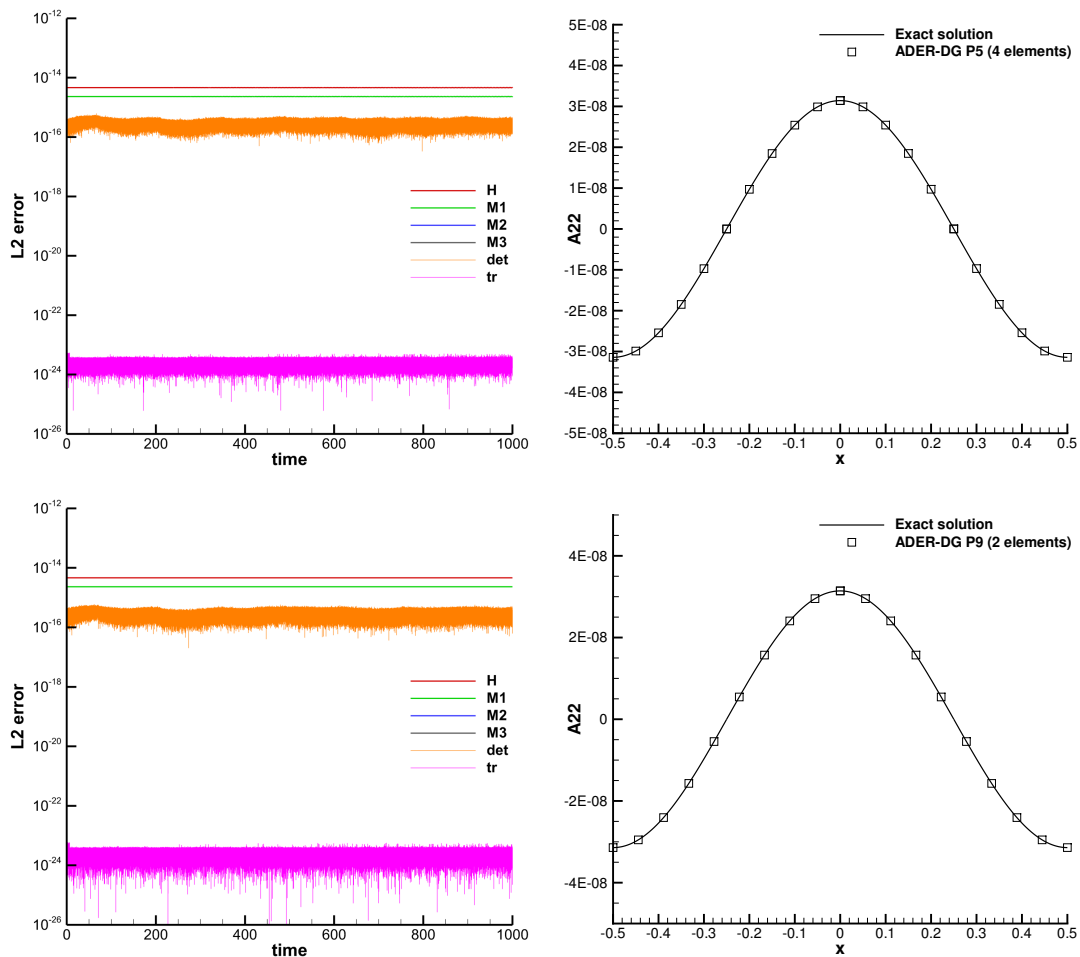 10^-12
10^-14
10^-16
10^-18
10^-20
10^-22
10^-24
10^-26
L2 error
H
M1
M2
M3
det
tr
0 200 400 600 800 1000
time
5E-08
4E-08
3E-08
2E-08
1E-08
0
-1E-08
-2E-08
-3E-08
-4E-08
-5E-08
A22
Exact solution
ADER-DG P5 (4 elements)
-0.5 -0.4 -0.3 -0.2 -0.1 0 0.1 0.2 0.3 0.4 0.5
x
10^-12
10^-14
10^-16
10^-18
10^-20
10^-22
10^-24
10^-26
L2 error
H
M1
M2
M3
det
tr
0 200 400 600 800 1000
time
4E-08
2E-08
0
-2E-08
-4E-08
A22
Exact solution
ADER-DG P9 (2 elements)
-0.5 -0.4 -0.3 -0.2 -0.1 0 0.1 0.2 0.3 0.4 0.5
x